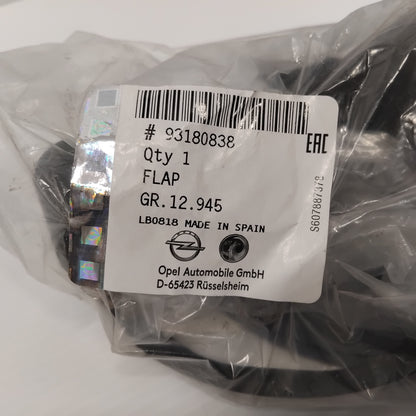 # 93180838
Qty 1
FLAP
GR.12.945
LB0818 MADE IN SPAIN
Opel Automobile GmbH
D-65423 Rüsselsheim
EAC
S607887378